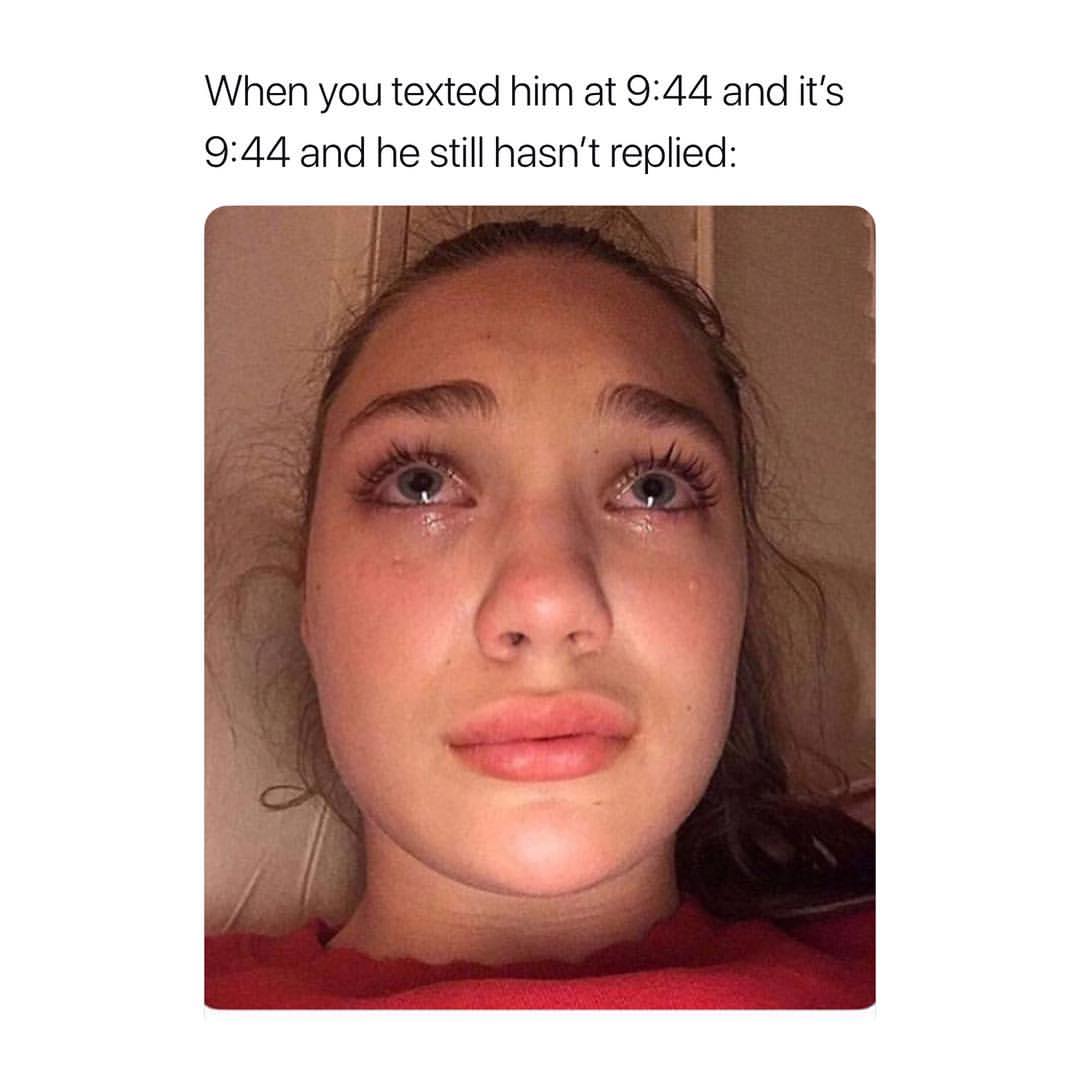 When you texted him at 9:44 and it’s
9:44 and he still hasn’t replied: